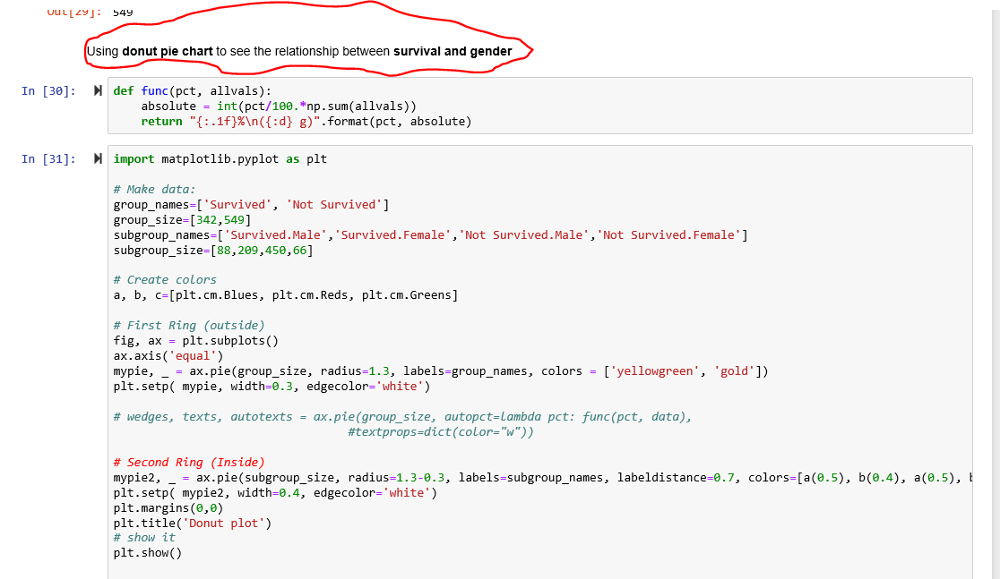 Out[29]: 549
Using donut pie chart to see the relationship between survival and gender
In [30]: def func(pct, allvals):
absolute = int(pct/100.*np.sum(allvals))
return "{:.1f}%\n({:d} g)".format(pct, absolute)
In [31]: import matplotlib.pyplot as plt
# Make data:
group_names=['Survived', 'Not Survived']
group_size=[342,549]
subgroup_names=['Survived.Male','Survived.Female','Not Survived.Male','Not Survived.Female']
subgroup_size=[88,209,450,66]
# Create colors
a, b, c=[plt.cm.Blues, plt.cm.Reds, plt.cm.Greens]
# First Ring (outside)
fig, ax = plt.subplots()
ax.axis('equal')
mypie, _ = ax.pie(group_size, radius=1.3, labels=group_names, colors = ['yellowgreen', 'gold'])
plt.setp( mypie, width=0.3, edgecolor='white')
# wedges, texts, autotexts = ax.pie(group_size, autopct=lambda pct: func(pct, data),
#textprops=dict(color="w"))
# Second Ring (Inside)
mypie2, _ = ax.pie(subgroup_size, radius=1.3-0.3, labels=subgroup_names, labeldistance=0.7, colors=[a(0.5), b(0.4), a(0.5),
plt.setp( mypie2, width=0.4, edgecolor='white')
plt.margins(0,0)
plt.title('Donut plot')
# show it
plt.show()